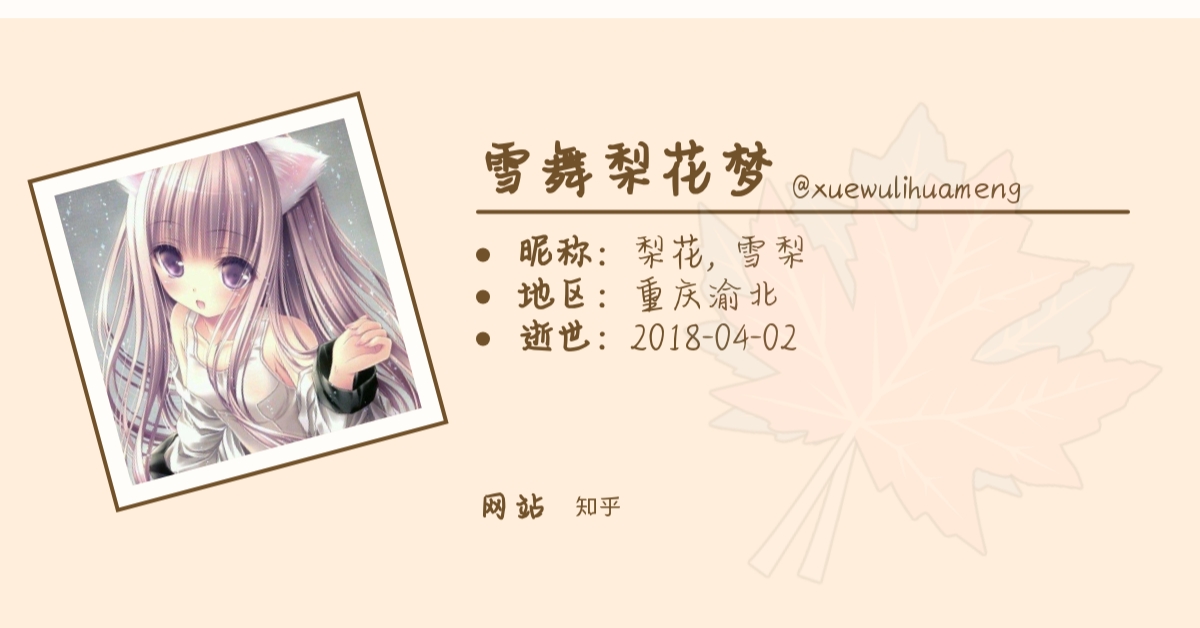 雪舞梨花梦 @xuewulihuameng
• 昵称： 梨花, 雪梨
• 地区： 重庆渝北
• 逝世： 2018-04-02
网站 知乎